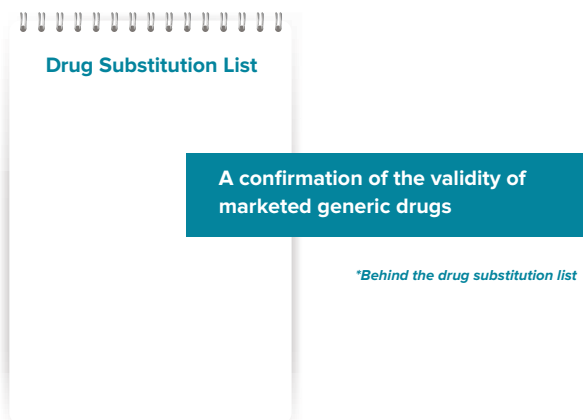 Drug Substitution List
A confirmation of the validity of
marketed generic drugs
*Behind the drug substitution list